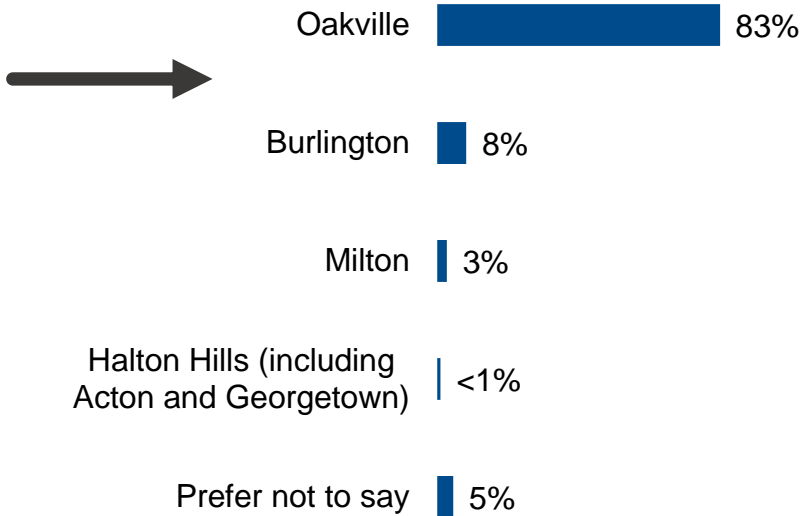 Oakville 83%
Burlington 8%
Milton 3%
Halton Hills (including
Acton and Georgetown) <1%
Prefer not to say 5%